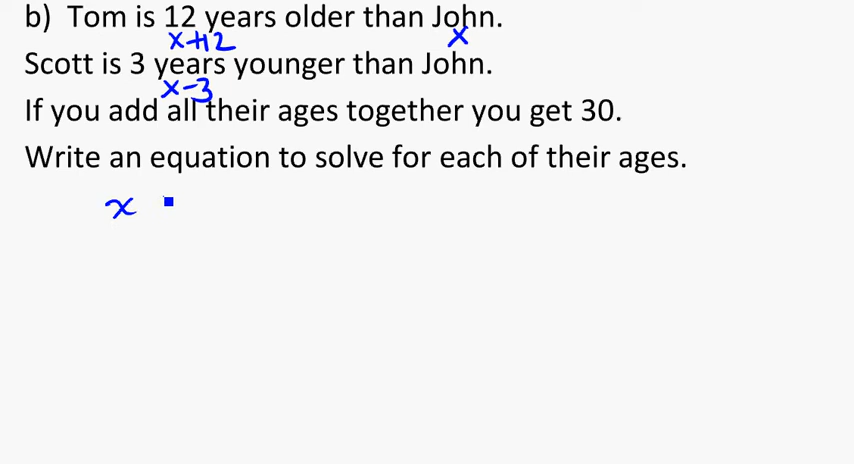 b) Tom is 12 years older than John.
x+12 x
Scott is 3 years younger than John.
x-3
If you add all their ages together you get 30.
Write an equation to solve for each of their ages.
x